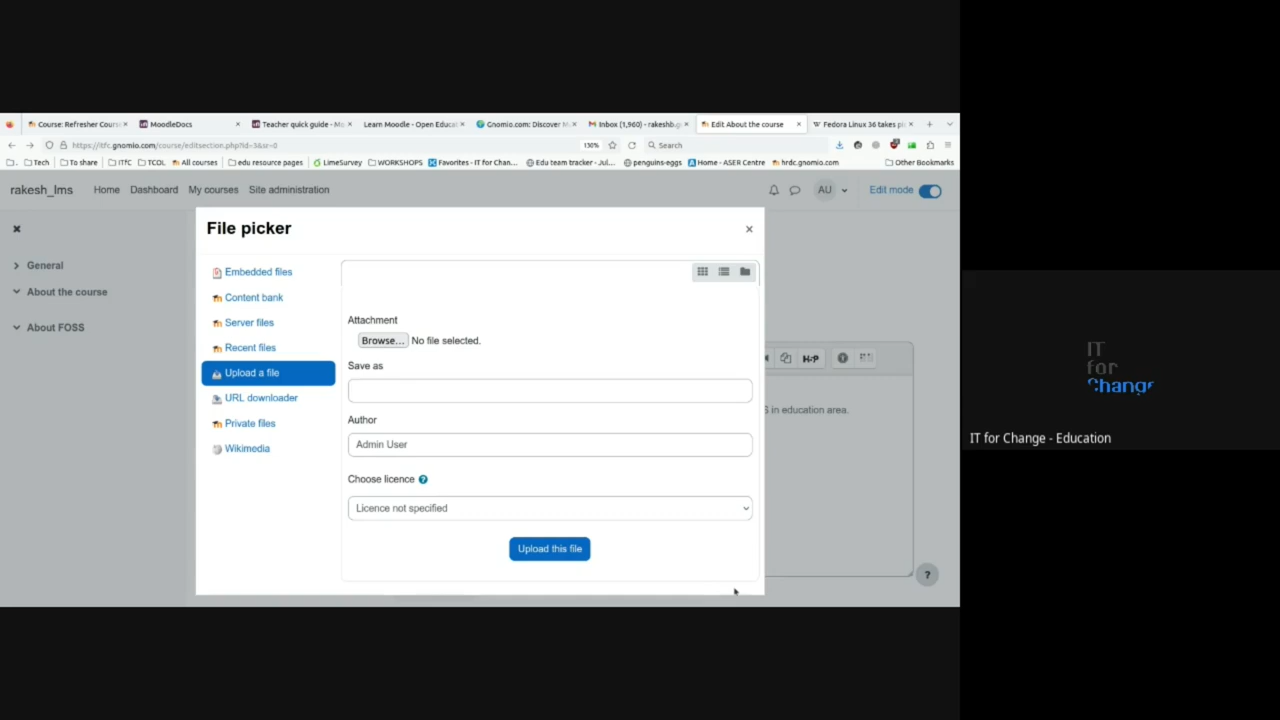 Course: Refresher Cours
MoodleDocs
Teacher quick guide - Mo
Learn Moodle - Open Educat
Gnomio.com: Discover M
Inbox (1,960) - rakeshb.g
Edit About the course
Fedora Linux 36 takes pi
https://itfc.gnomio.com/course/editsection.php?id=3&sr=0
130%
Search
Tech
To share
ITfC
TCOL
All courses
edu resource pages
LimeSurvey
WORKSHOPS
Favorites - IT for Chan...
Edu team tracker - Jul...
penguins-eggs
Home - ASER Centre
hrdc.gnomio.com
Other Bookmarks
rakesh_lms
Home
Dashboard
My courses
Site administration
AU
Edit mode
General
About the course
About FOSS
File picker
Embedded files
Content bank
Server files
Recent files
Upload a file
URL downloader
Private files
Wikimedia
Attachment
Browse... No file selected.
Save as
Author
Admin User
Choose licence
Licence not specified
Upload this file
H-P
S in education area.
?
IT
for
Change
IT for Change - Education